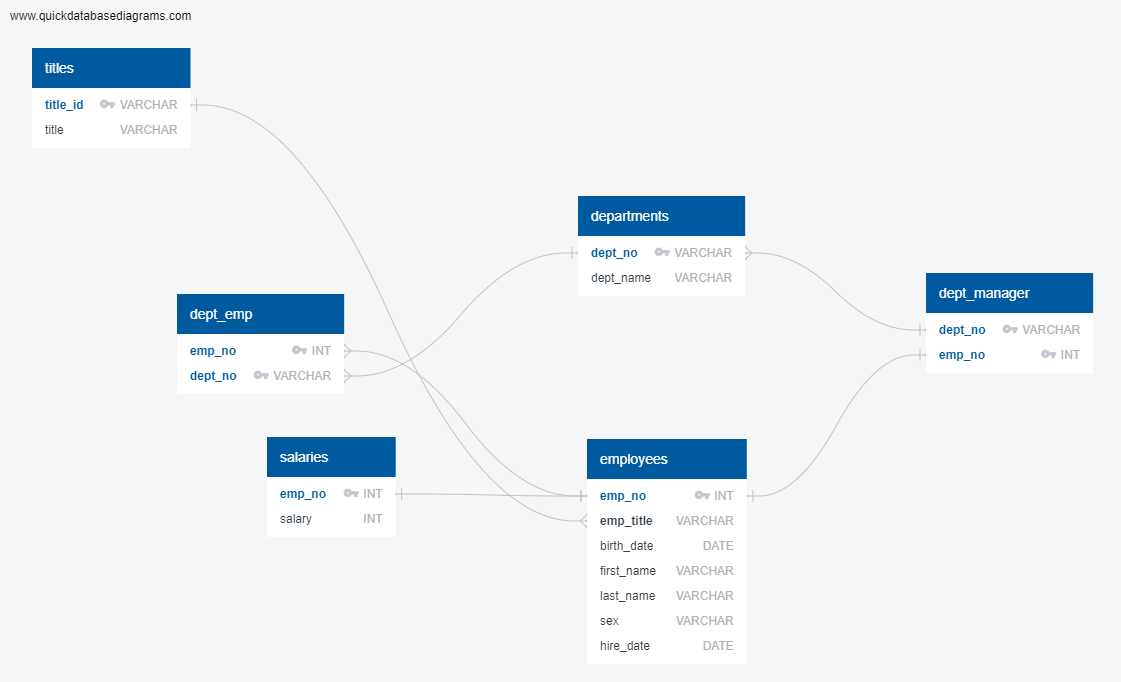 www.quickdatabasediagrams.com
titles
title_id VARCHAR
title VARCHAR
departments
dept_no VARCHAR
dept_name VARCHAR
dept_manager
dept_no VARCHAR
emp_no INT
dept_emp
emp_no INT
dept_no VARCHAR
salaries
emp_no INT
salary INT
employees
emp_no INT
emp_title VARCHAR
birth_date DATE
first_name VARCHAR
last_name VARCHAR
sex VARCHAR
hire_date DATE